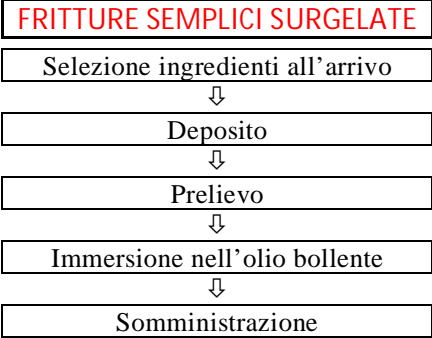 FRITTURE SEMPLICI SURGELATE
Selezione ingredienti all’arrivo
⇩
Deposito
⇩
Prelievo
⇩
Immersione nell’olio bollente
⇩
Somministrazione